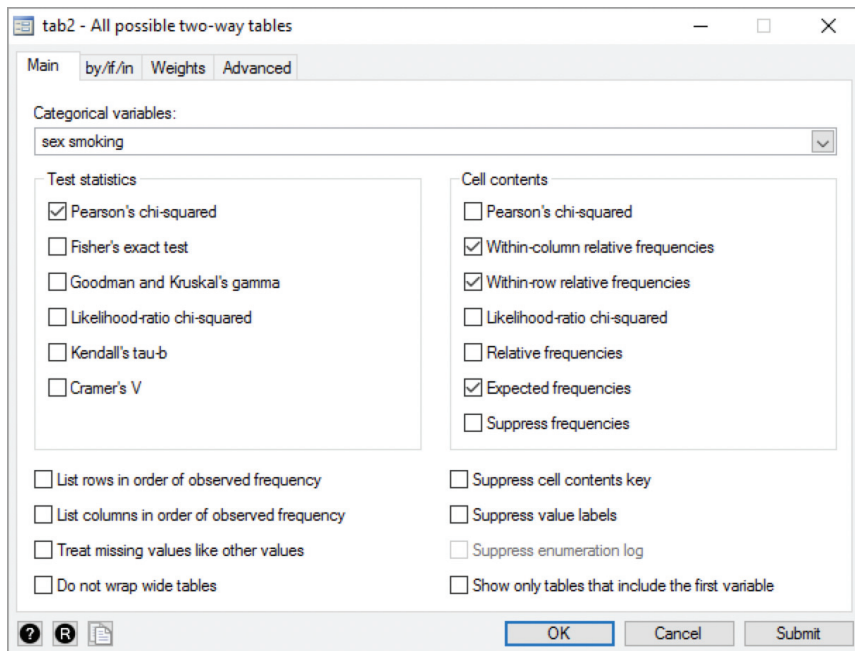 tab2 - All possible two-way tables
Main by/if/in Weights Advanced
Categorical variables:
sex smoking
Test statistics
Pearson's chi-squared
Fisher's exact test
Goodman and Kruskal's gamma
Likelihood-ratio chi-squared
Kendall's tau-b
Cramer's V
Cell contents
Pearson's chi-squared
Within-column relative frequencies
Within-row relative frequencies
Likelihood-ratio chi-squared
Relative frequencies
Expected frequencies
Suppress frequencies
List rows in order of observed frequency
List columns in order of observed frequency
Treat missing values like other values
Do not wrap wide tables
Suppress cell contents key
Suppress value labels
Suppress enumeration log
Show only tables that include the first variable
? R
OK Cancel Submit